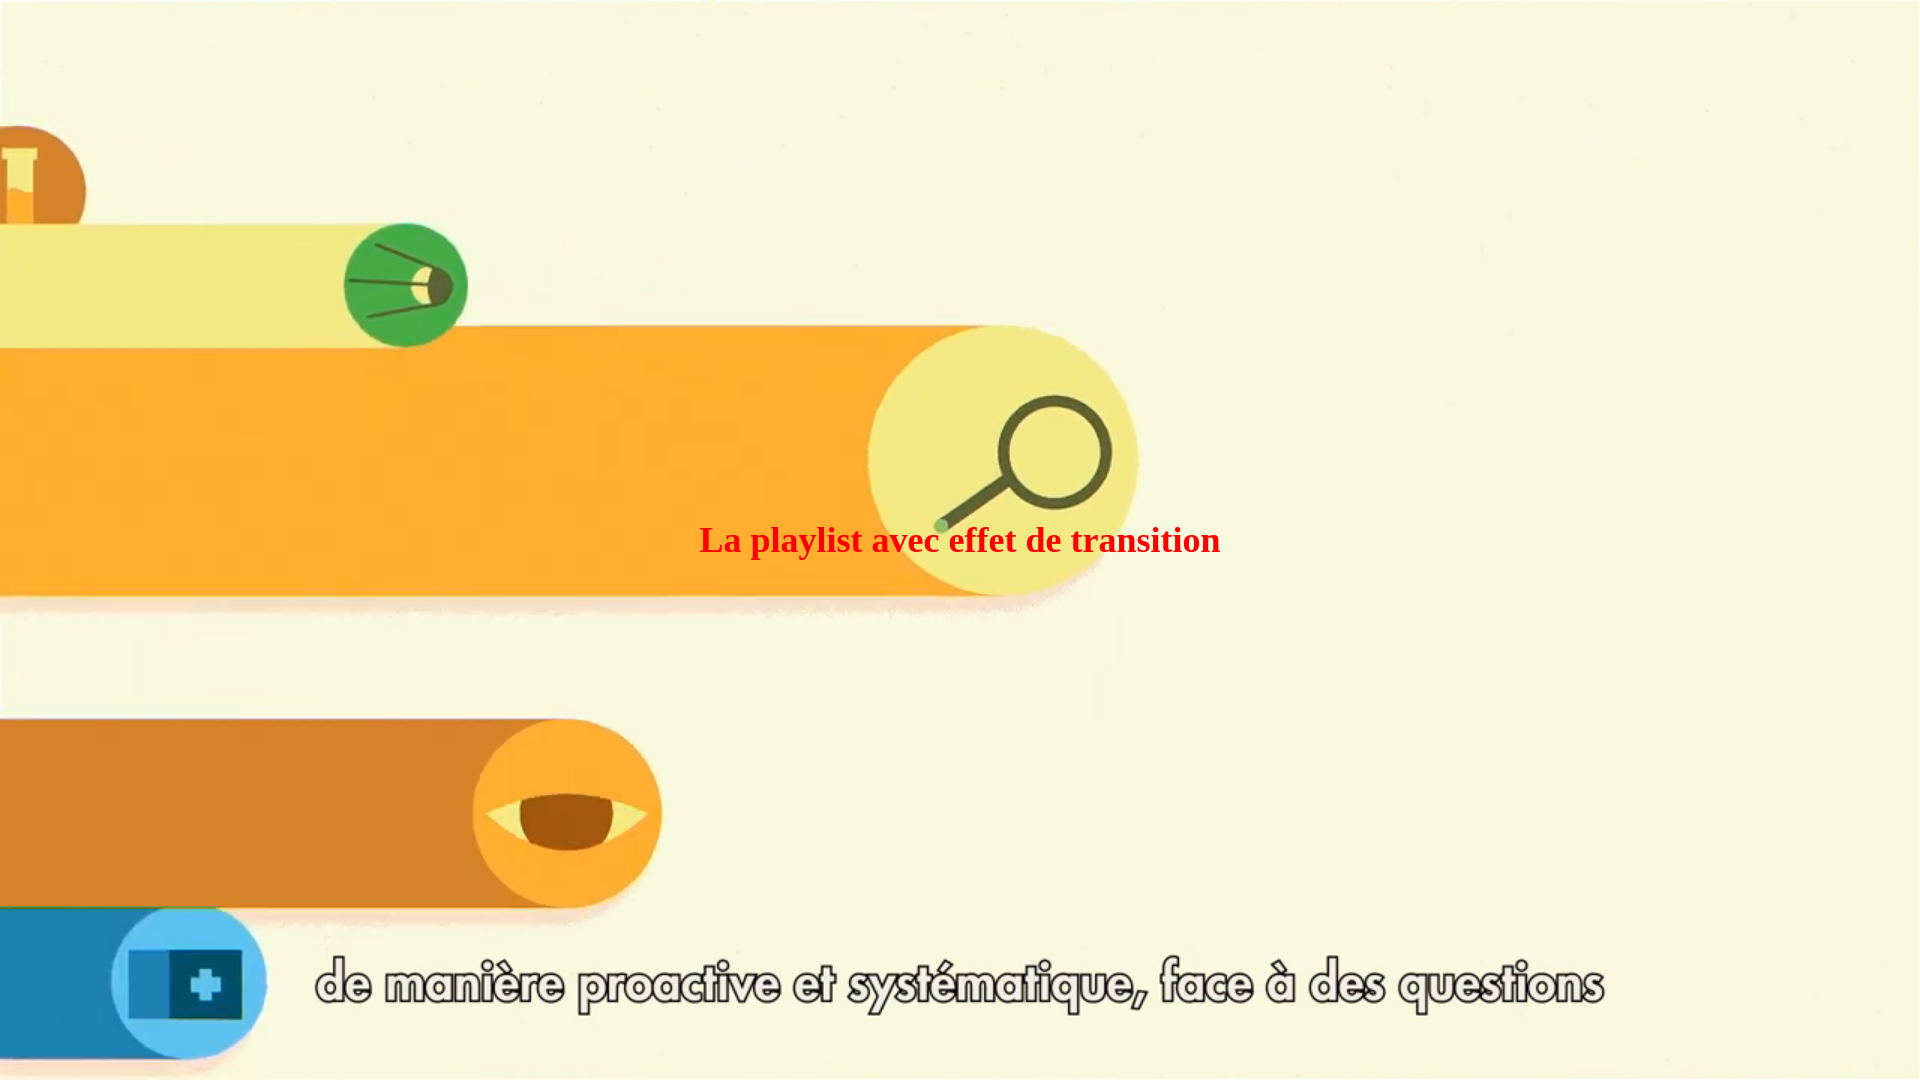 La playlist avec effet de transition
de manière proactive et systématique, face à des questions